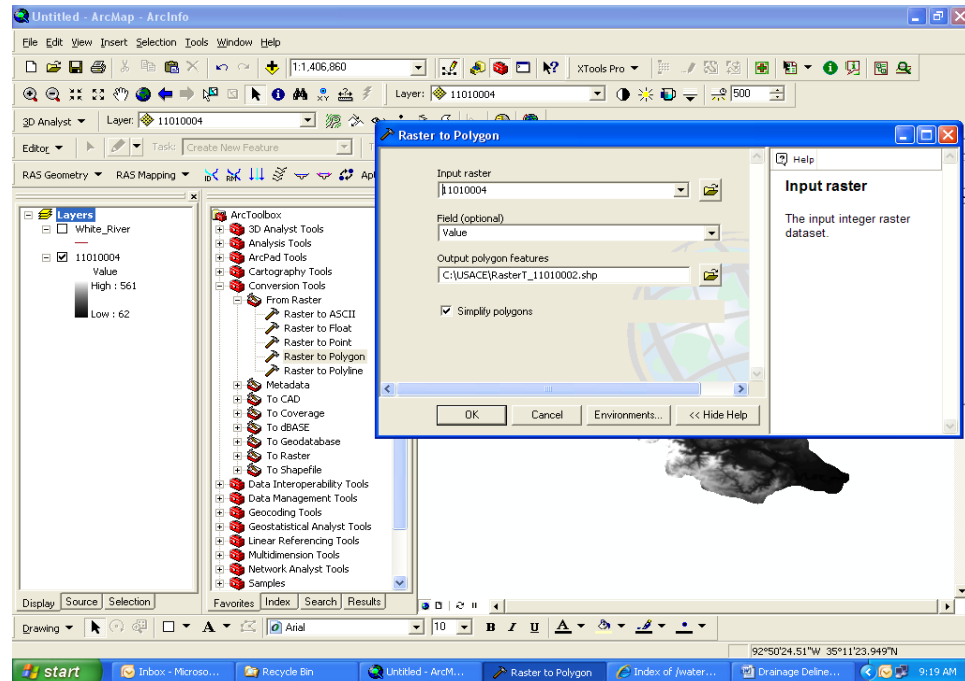 Untitled - ArcMap - ArcInfo
File Edit View Insert Selection Tools Window Help
1:1,406,860
XTools Pro
Layer: 11010004
500
3D Analyst
Layer: 11010004
Editor
Task: Create New Feature
RAS Geometry
RAS Mapping
ID
RAS
Layers
White_River
11010004
Value
High : 561
Low : 62
Display Source Selection
ArcToolbox
3D Analyst Tools
Analysis Tools
ArcPad Tools
Cartography Tools
Conversion Tools
From Raster
Raster to ASCII
Raster to Float
Raster to Point
Raster to Polygon
Raster to Polyline
Metadata
To CAD
To Coverage
To dBASE
To Geodatabase
To Raster
To Shapefile
Data Interoperability Tools
Data Management Tools
Geocoding Tools
Geostatistical Analyst Tools
Linear Referencing Tools
Multidimension Tools
Network Analyst Tools
Samples
Favorites Index Search Results
Raster to Polygon
Input raster
11010004
Field (optional)
Value
Output polygon features
C:\USACE\RasterT_11010002.shp
Simplify polygons
OK Cancel Environments... << Hide Help
Help
Input raster
The input integer raster
dataset.
Drawing
A
Arial
10
B I U A
92°50'24.51"W 35°11'23.949"N
start
Inbox - Microso...
Recycle Bin
Untitled - ArcM...
Raster to Polygon
Index of /water...
Drainage Deline...
9:19 AM